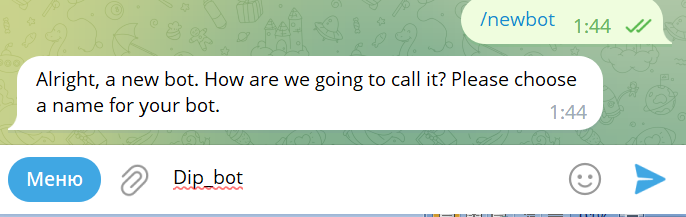 /newbot 1:44
Alright, a new bot. How are we going to call it? Please choose
a name for your bot.
1:44
Меню
Dip_bot